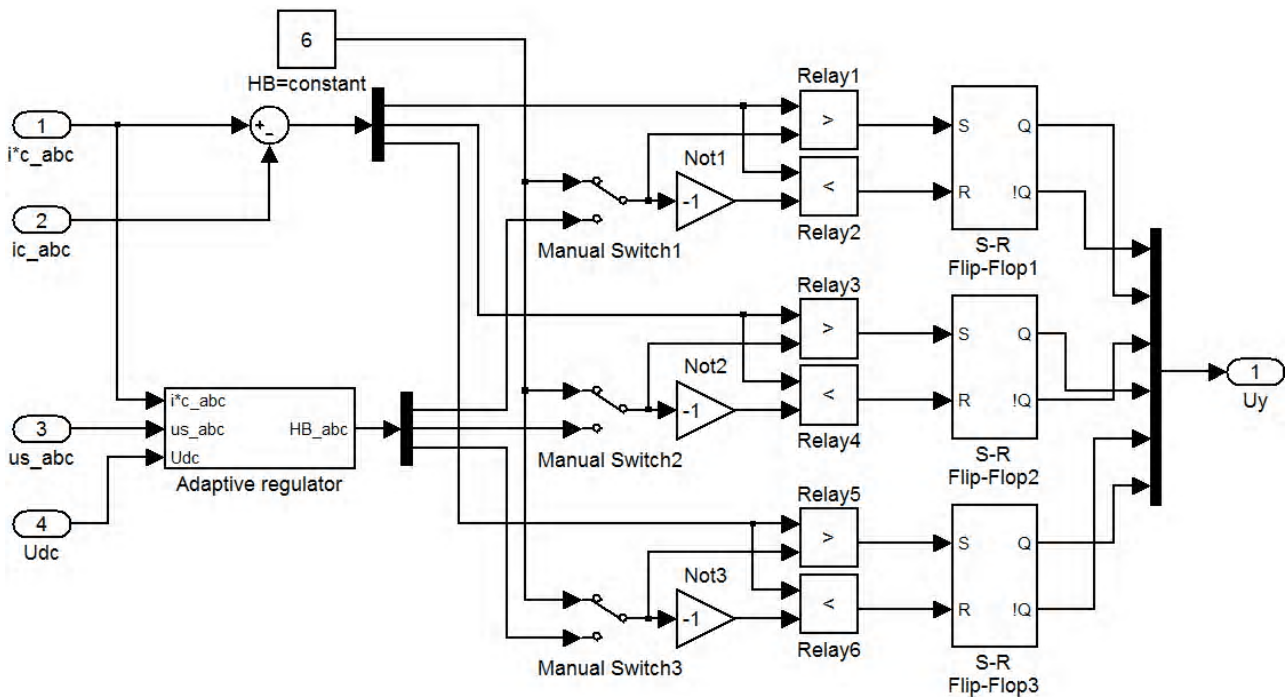 6
HB=constant
1
i*c_abc
+
-
2
ic_abc
3
us_abc
4
Udc
i*c_abc
us_abc
Udc
HB_abc
Adaptive regulator
Manual Switch1
Not1
-1
Relay1
>
<
Relay2
S
R
Q
!Q
S-R
Flip-Flop1
Manual Switch2
Not2
-1
Relay3
>
<
Relay4
S
R
Q
!Q
S-R
Flip-Flop2
Manual Switch3
Not3
-1
Relay5
>
<
Relay6
S
R
Q
!Q
S-R
Flip-Flop3
1
Uy